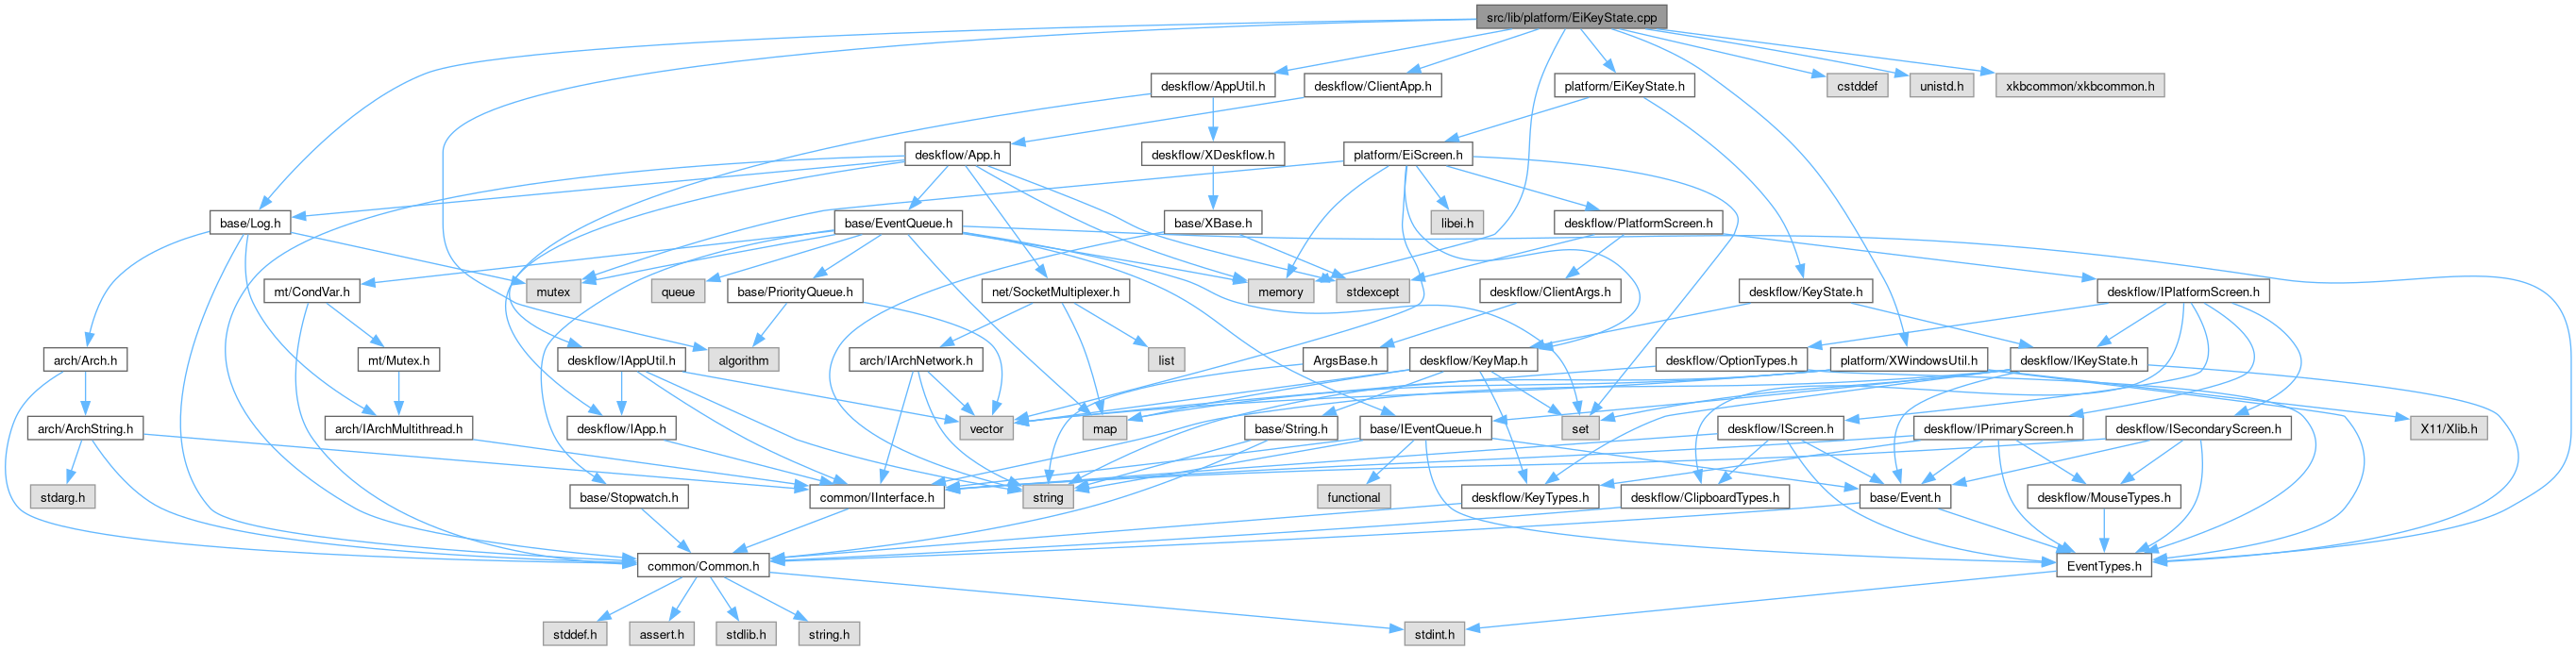 src/lib/platform/EiKeyState.cpp
deskflow/AppUtil.h
deskflow/ClientApp.h
platform/EiKeyState.h
cstddef
unistd.h
xkbcommon/xkbcommon.h
deskflow/App.h
deskflow/XDeskflow.h
platform/EiScreen.h
base/Log.h
base/EventQueue.h
base/XBase.h
libei.h
deskflow/PlatformScreen.h
mt/CondVar.h
mutex
queue
base/PriorityQueue.h
net/SocketMultiplexer.h
memory
stdexcept
deskflow/ClientArgs.h
deskflow/KeyState.h
deskflow/IPlatformScreen.h
arch/Arch.h
mt/Mutex.h
deskflow/IAppUtil.h
algorithm
arch/IArchNetwork.h
list
ArgsBase.h
deskflow/KeyMap.h
deskflow/OptionTypes.h
platform/XWindowsUtil.h
deskflow/IKeyState.h
arch/ArchString.h
arch/IArchMultithread.h
deskflow/IApp.h
vector
map
base/String.h
base/IEventQueue.h
set
deskflow/IScreen.h
deskflow/IPrimaryScreen.h
deskflow/ISecondaryScreen.h
X11/Xlib.h
stdarg.h
base/Stopwatch.h
common/IInterface.h
string
functional
deskflow/KeyTypes.h
deskflow/ClipboardTypes.h
base/Event.h
deskflow/MouseTypes.h
common/Common.h
EventTypes.h
stddef.h
assert.h
stdlib.h
string.h
stdint.h